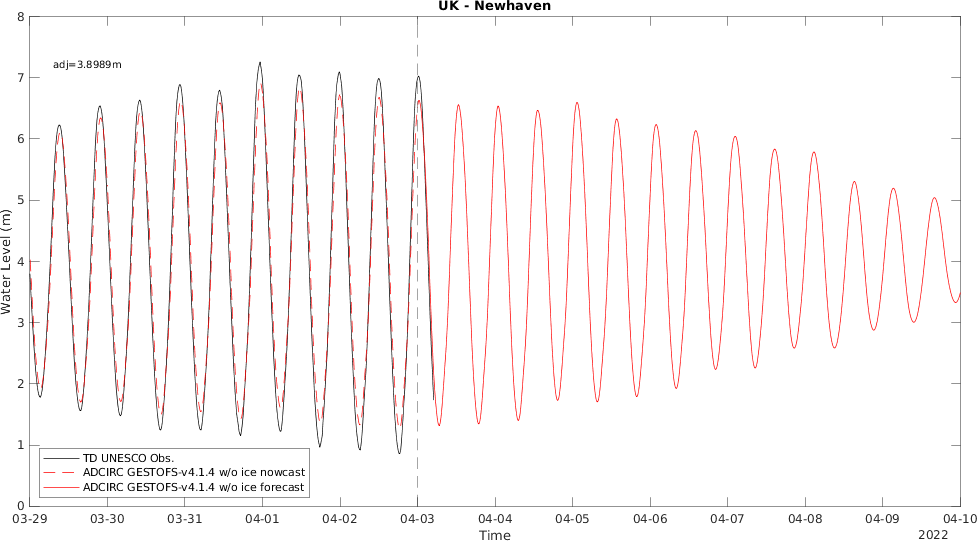 UK - Newhaven
8
adj=3.8989m
7
6
5
4
3
2
1
0
Water Level (m)
TD UNESCO Obs.
ADCIRC GESTOFS-v4.1.4 w/o ice nowcast
ADCIRC GESTOFS-v4.1.4 w/o ice forecast
03-29 03-30 03-31 04-01 04-02 04-03 04-04 04-05 04-06 04-07 04-08 04-09 04-10
Time
2022